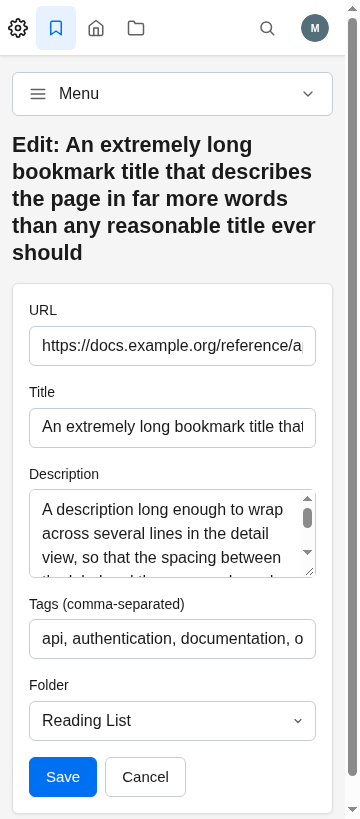 M
Menu
Edit: An extremely long
bookmark title that describes
the page in far more words
than any reasonable title ever
should
URL
https://docs.example.org/reference/a
Title
An extremely long bookmark title that
Description
A description long enough to wrap
across several lines in the detail
view, so that the spacing between
Tags (comma-separated)
api, authentication, documentation, o
Folder
Reading List
Save
Cancel